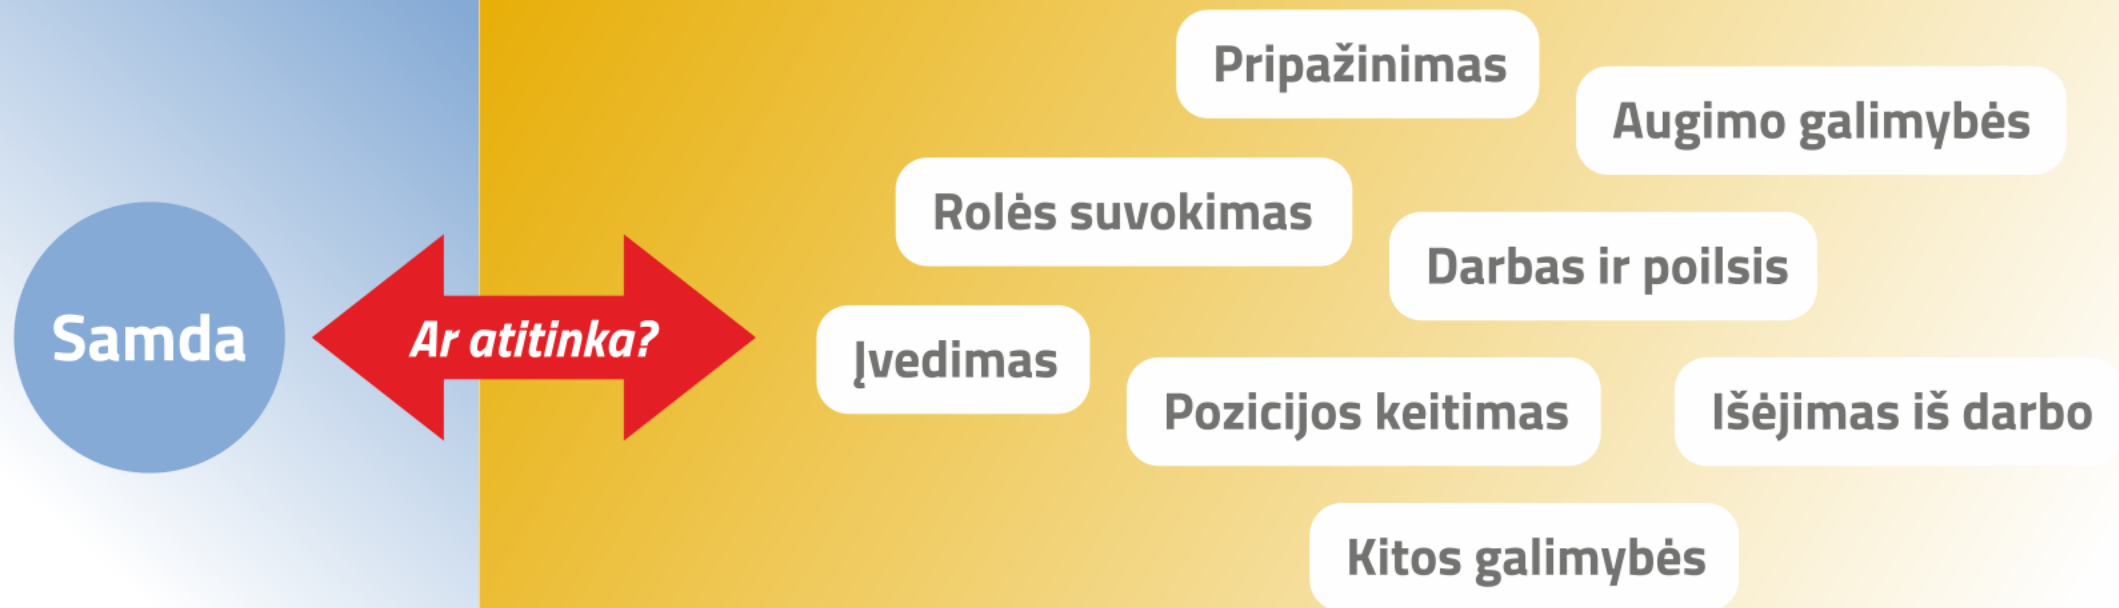 Samda
Ar atitinka?
Pripažinimas
Augimo galimybės
Rolės suvokimas
Darbas ir poilsis
Įvedimas
Pozicijos keitimas
Išėjimas iš darbo
Kitos galimybės